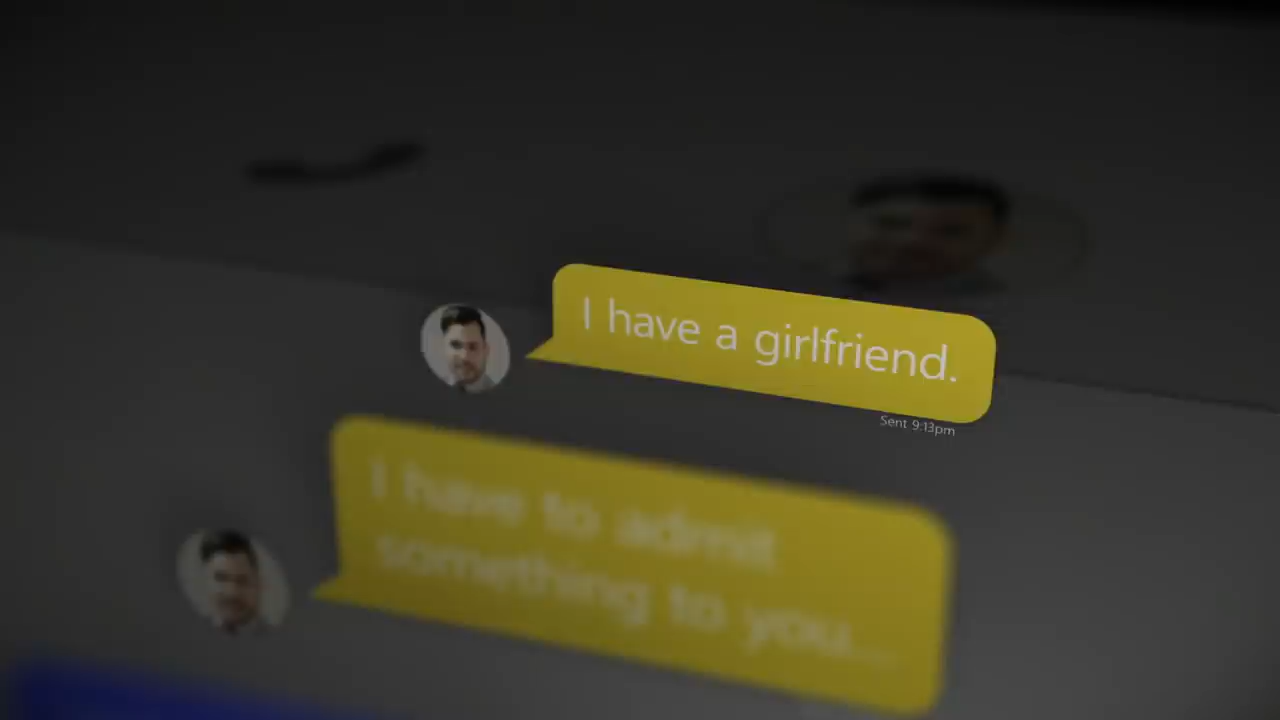 I have a girlfriend.
Sent 9:13pm
I have to admit
something to you...